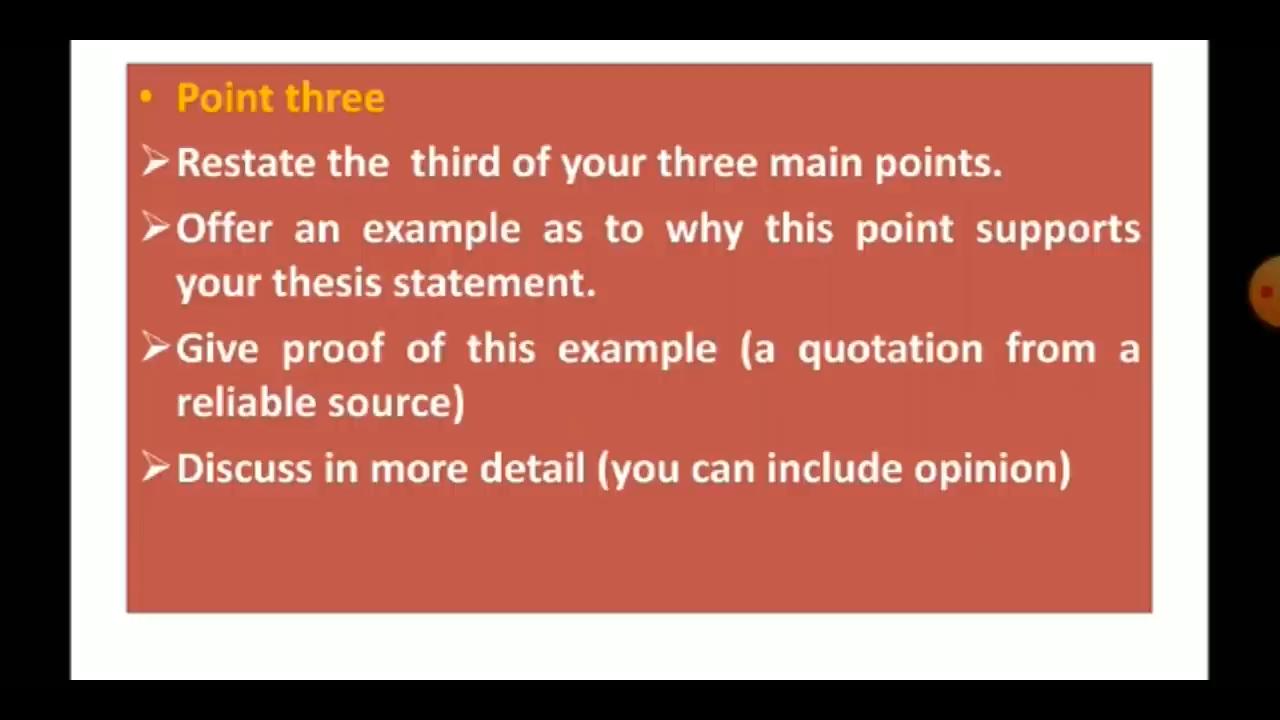 • Point three
➢Restate the third of your three main points.
➢Offer an example as to why this point supports
your thesis statement.
➢Give proof of this example (a quotation from a
reliable source)
➢Discuss in more detail (you can include opinion)